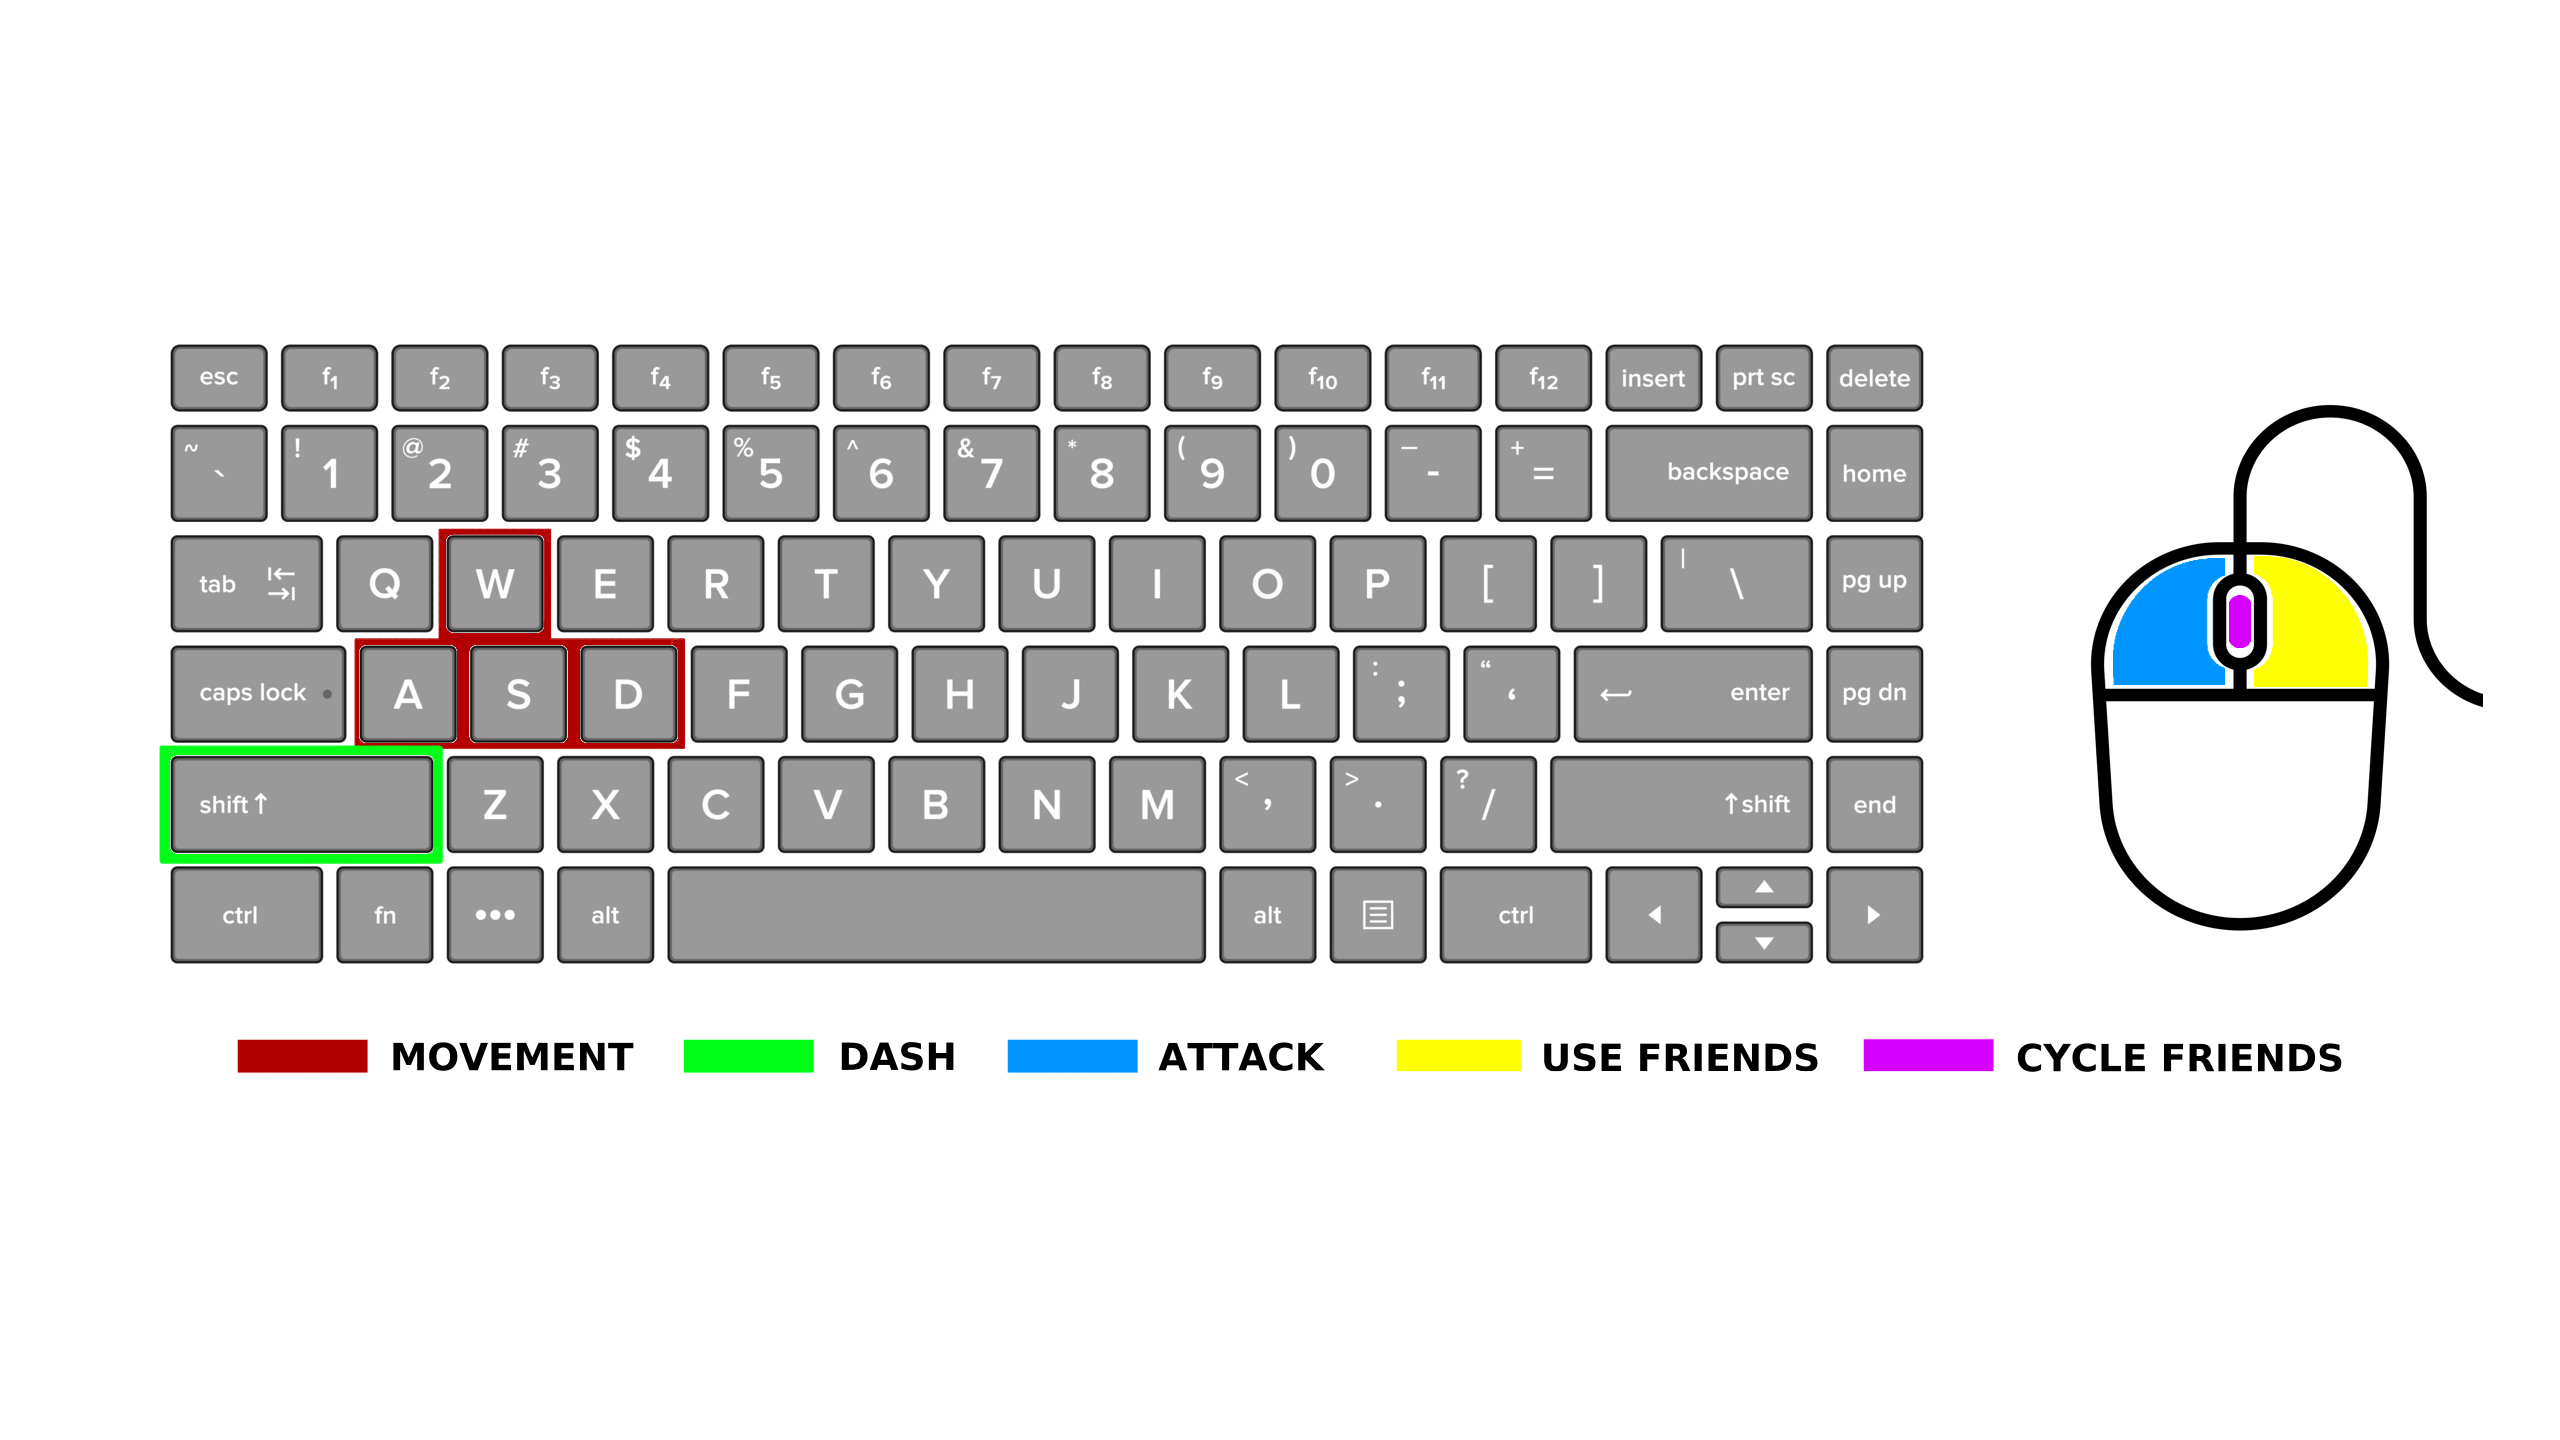 esc f1 f2 f3 f4 f5 f6 f7 f8 f9 f10 f11 f12 insert prt sc delete
~ ` ! 1 @ 2 # 3 $ 4 % 5 ^ 6 & 7 * 8 ( 9 ) 0 — - + = backspace home
tab Q W E R T Y U I O P [ ] | \ pg up
caps lock A S D F G H J K L : ; “ ‘ enter pg dn
shift↑ Z X C V B N M < , > . ? / ↑shift end
ctrl fn ••• alt alt ctrl
MOVEMENT DASH ATTACK USE FRIENDS CYCLE FRIENDS